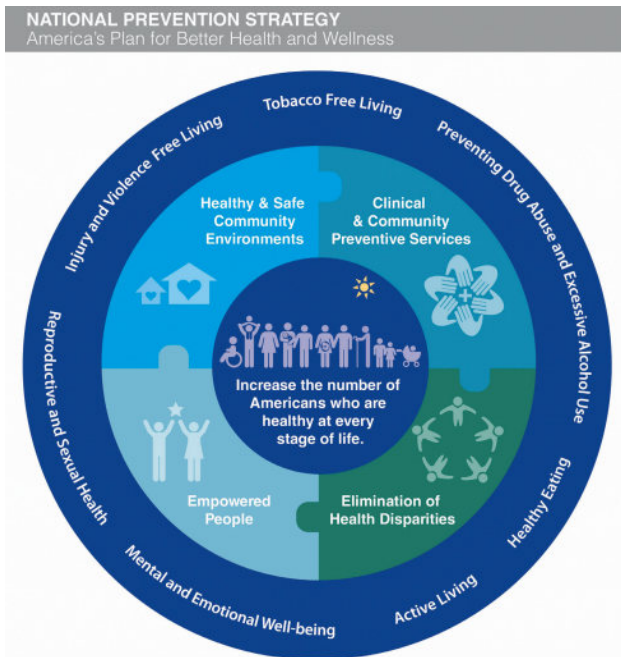 NATIONAL PREVENTION STRATEGY
America's Plan for Better Health and Wellness
Tobacco Free Living
Preventing Drug Abuse and Excessive Alcohol Use
Healthy Eating
Active Living
Mental and Emotional Well-being
Reproductive and Sexual Health
Injury and Violence Free Living
Healthy & Safe
Community
Environments
Clinical
& Community
Preventive Services
Increase the number of
Americans who are
healthy at every
stage of life.
Empowered
People
Elimination of
Health Disparities